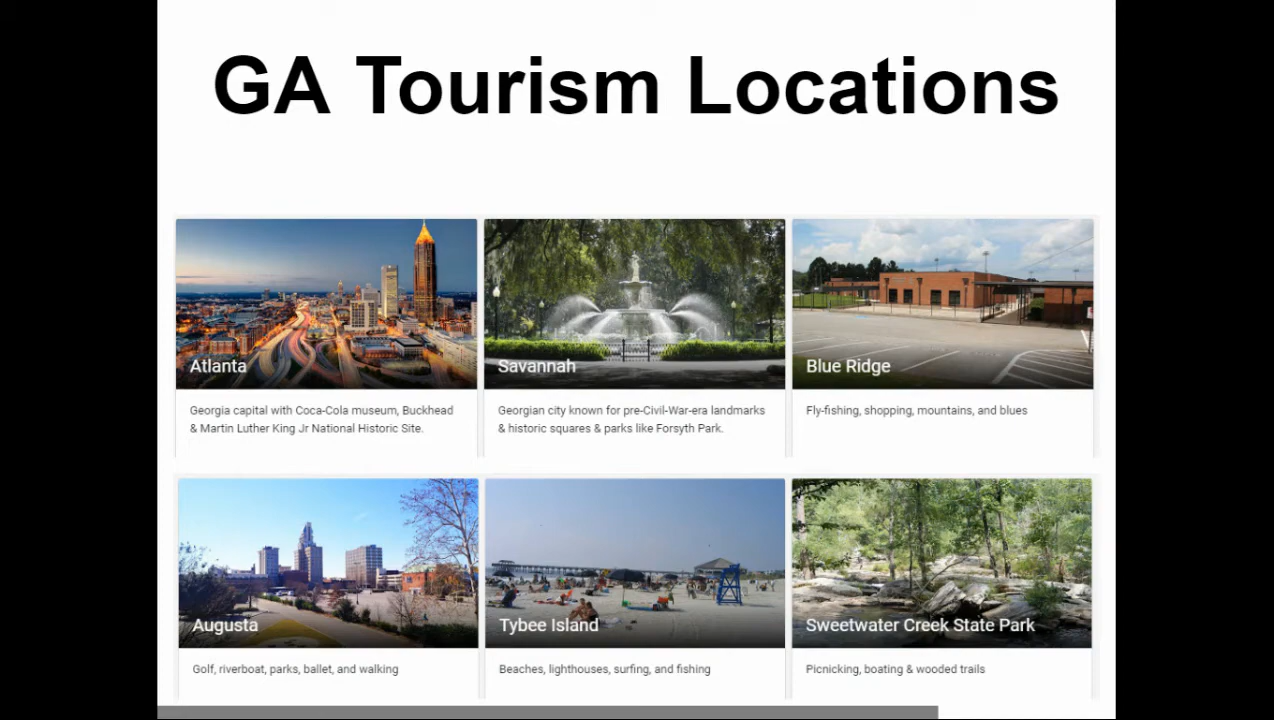 GA Tourism Locations
Atlanta
Savannah
Blue Ridge
Georgia capital with Coca-Cola museum, Buckhead
& Martin Luther King Jr National Historic Site.
Georgian city known for pre-Civil-War-era landmarks
& historic squares & parks like Forsyth Park.
Fly-fishing, shopping, mountains, and blues
Augusta
Tybee Island
Sweetwater Creek State Park
Golf, riverboat, parks, ballet, and walking
Beaches, lighthouses, surfing, and fishing
Picnicking, boating & wooded trails